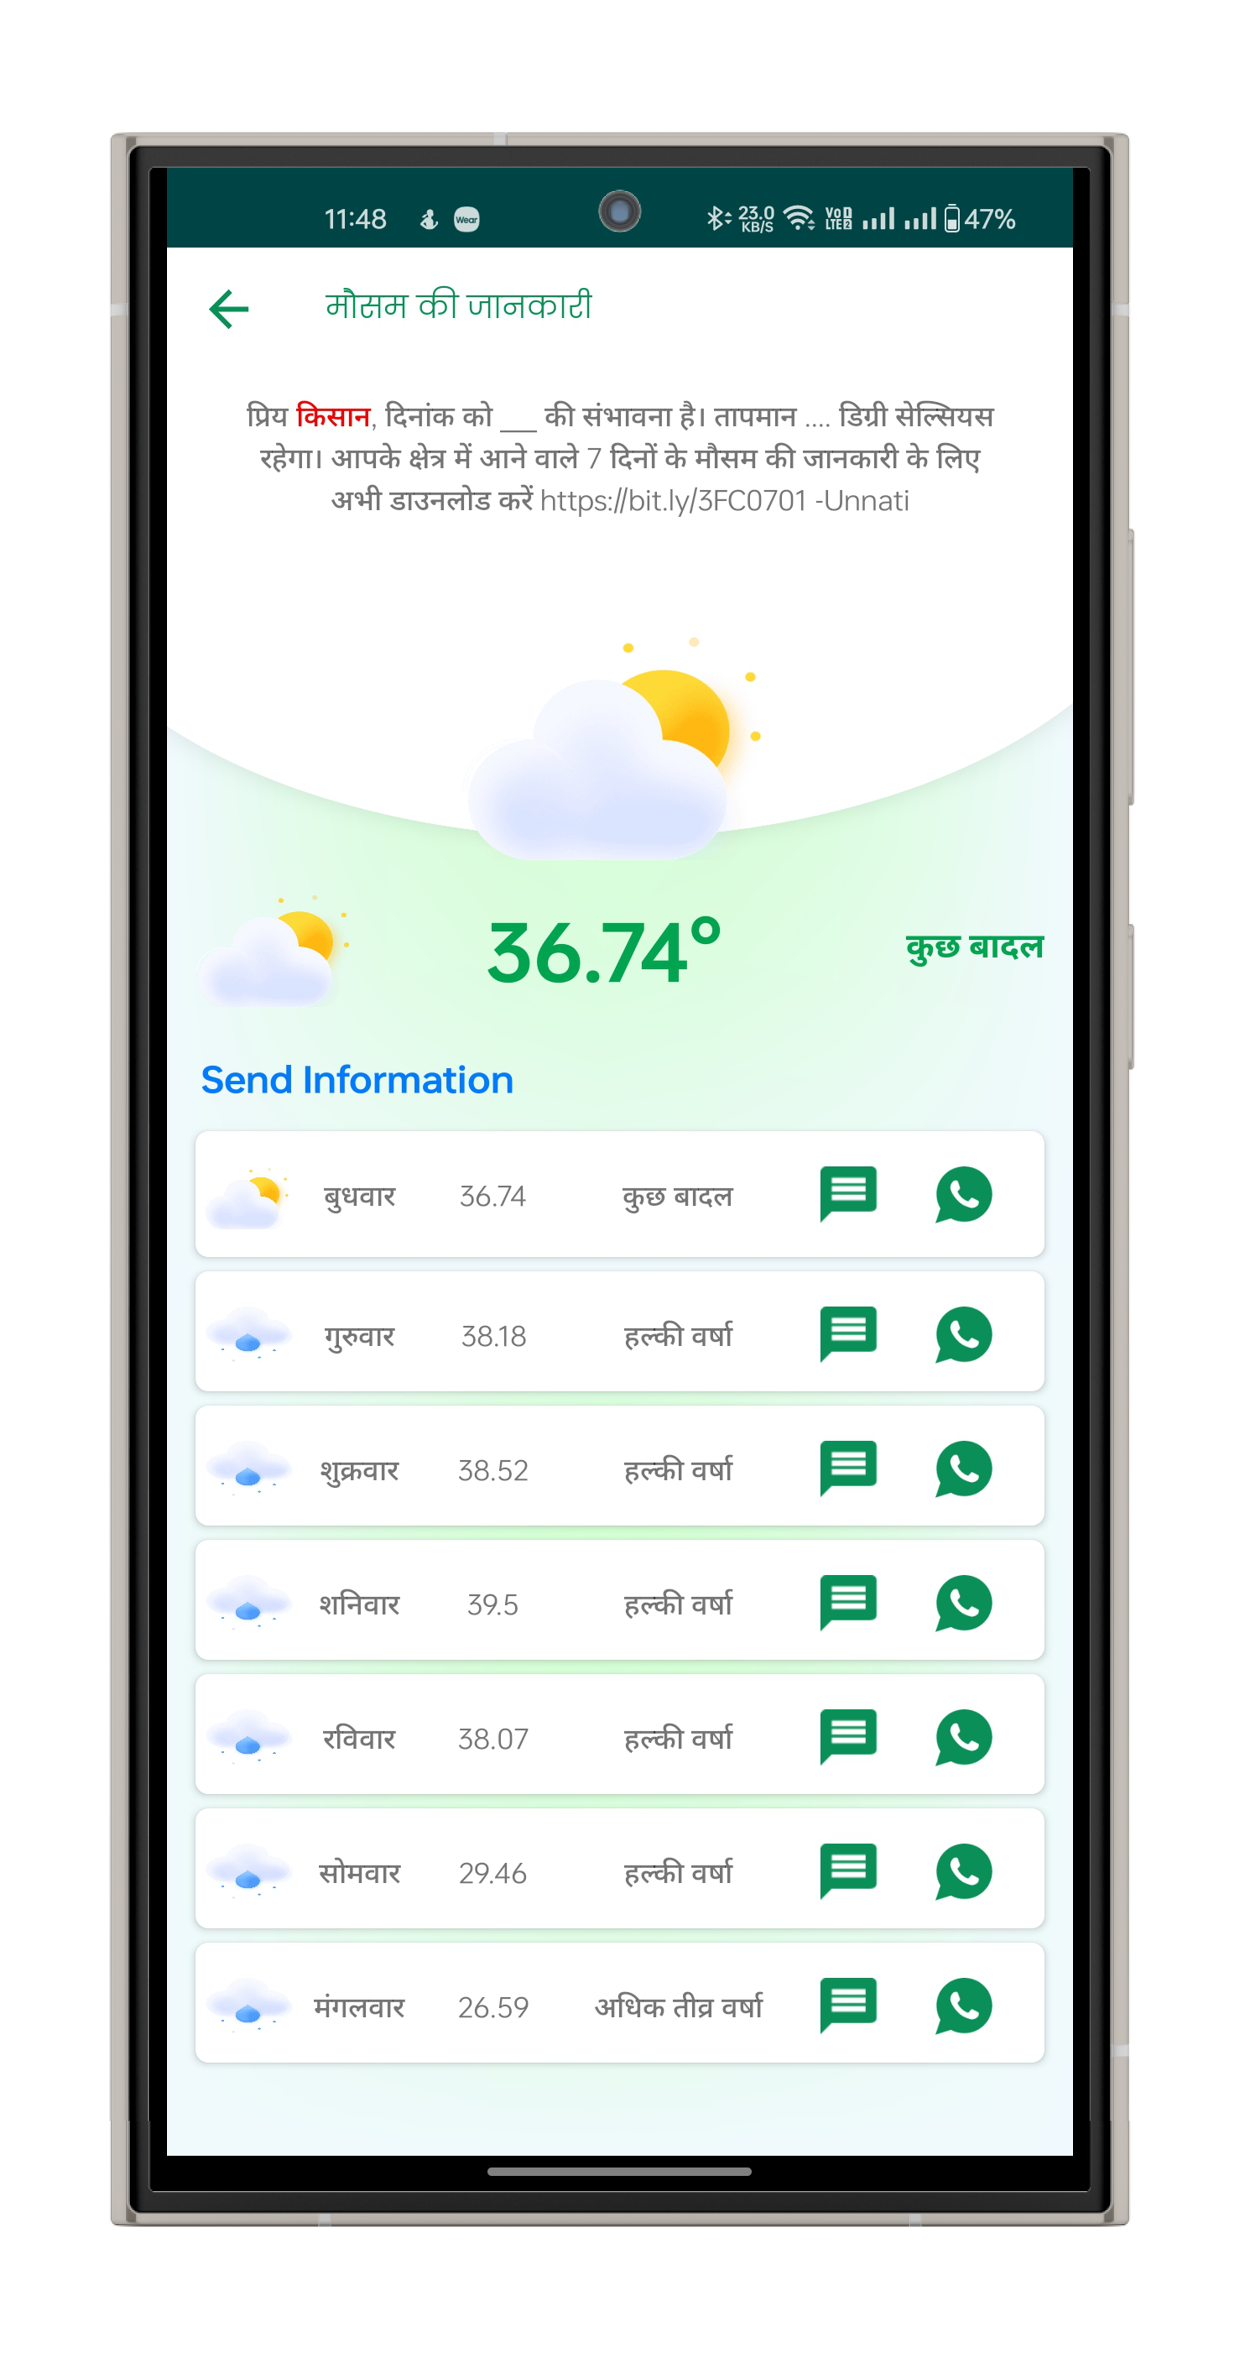 11:48 Wear 23.0 KB/S VoD LTE2 47%
मौसम की जानकारी
प्रिय किसान, दिनांक को ___ की संभावना है। तापमान .... डिग्री सेल्सियस
रहेगा। आपके क्षेत्र में आने वाले 7 दिनों के मौसम की जानकारी के लिए
अभी डाउनलोड करें https://bit.ly/3FC0701 -Unnati
36.74° कुछ बादल
Send Information
बुधवार 36.74 कुछ बादल
गुरुवार 38.18 हल्की वर्षा
शुक्रवार 38.52 हल्की वर्षा
शनिवार 39.5 हल्की वर्षा
रविवार 38.07 हल्की वर्षा
सोमवार 29.46 हल्की वर्षा
मंगलवार 26.59 अधिक तीव्र वर्षा